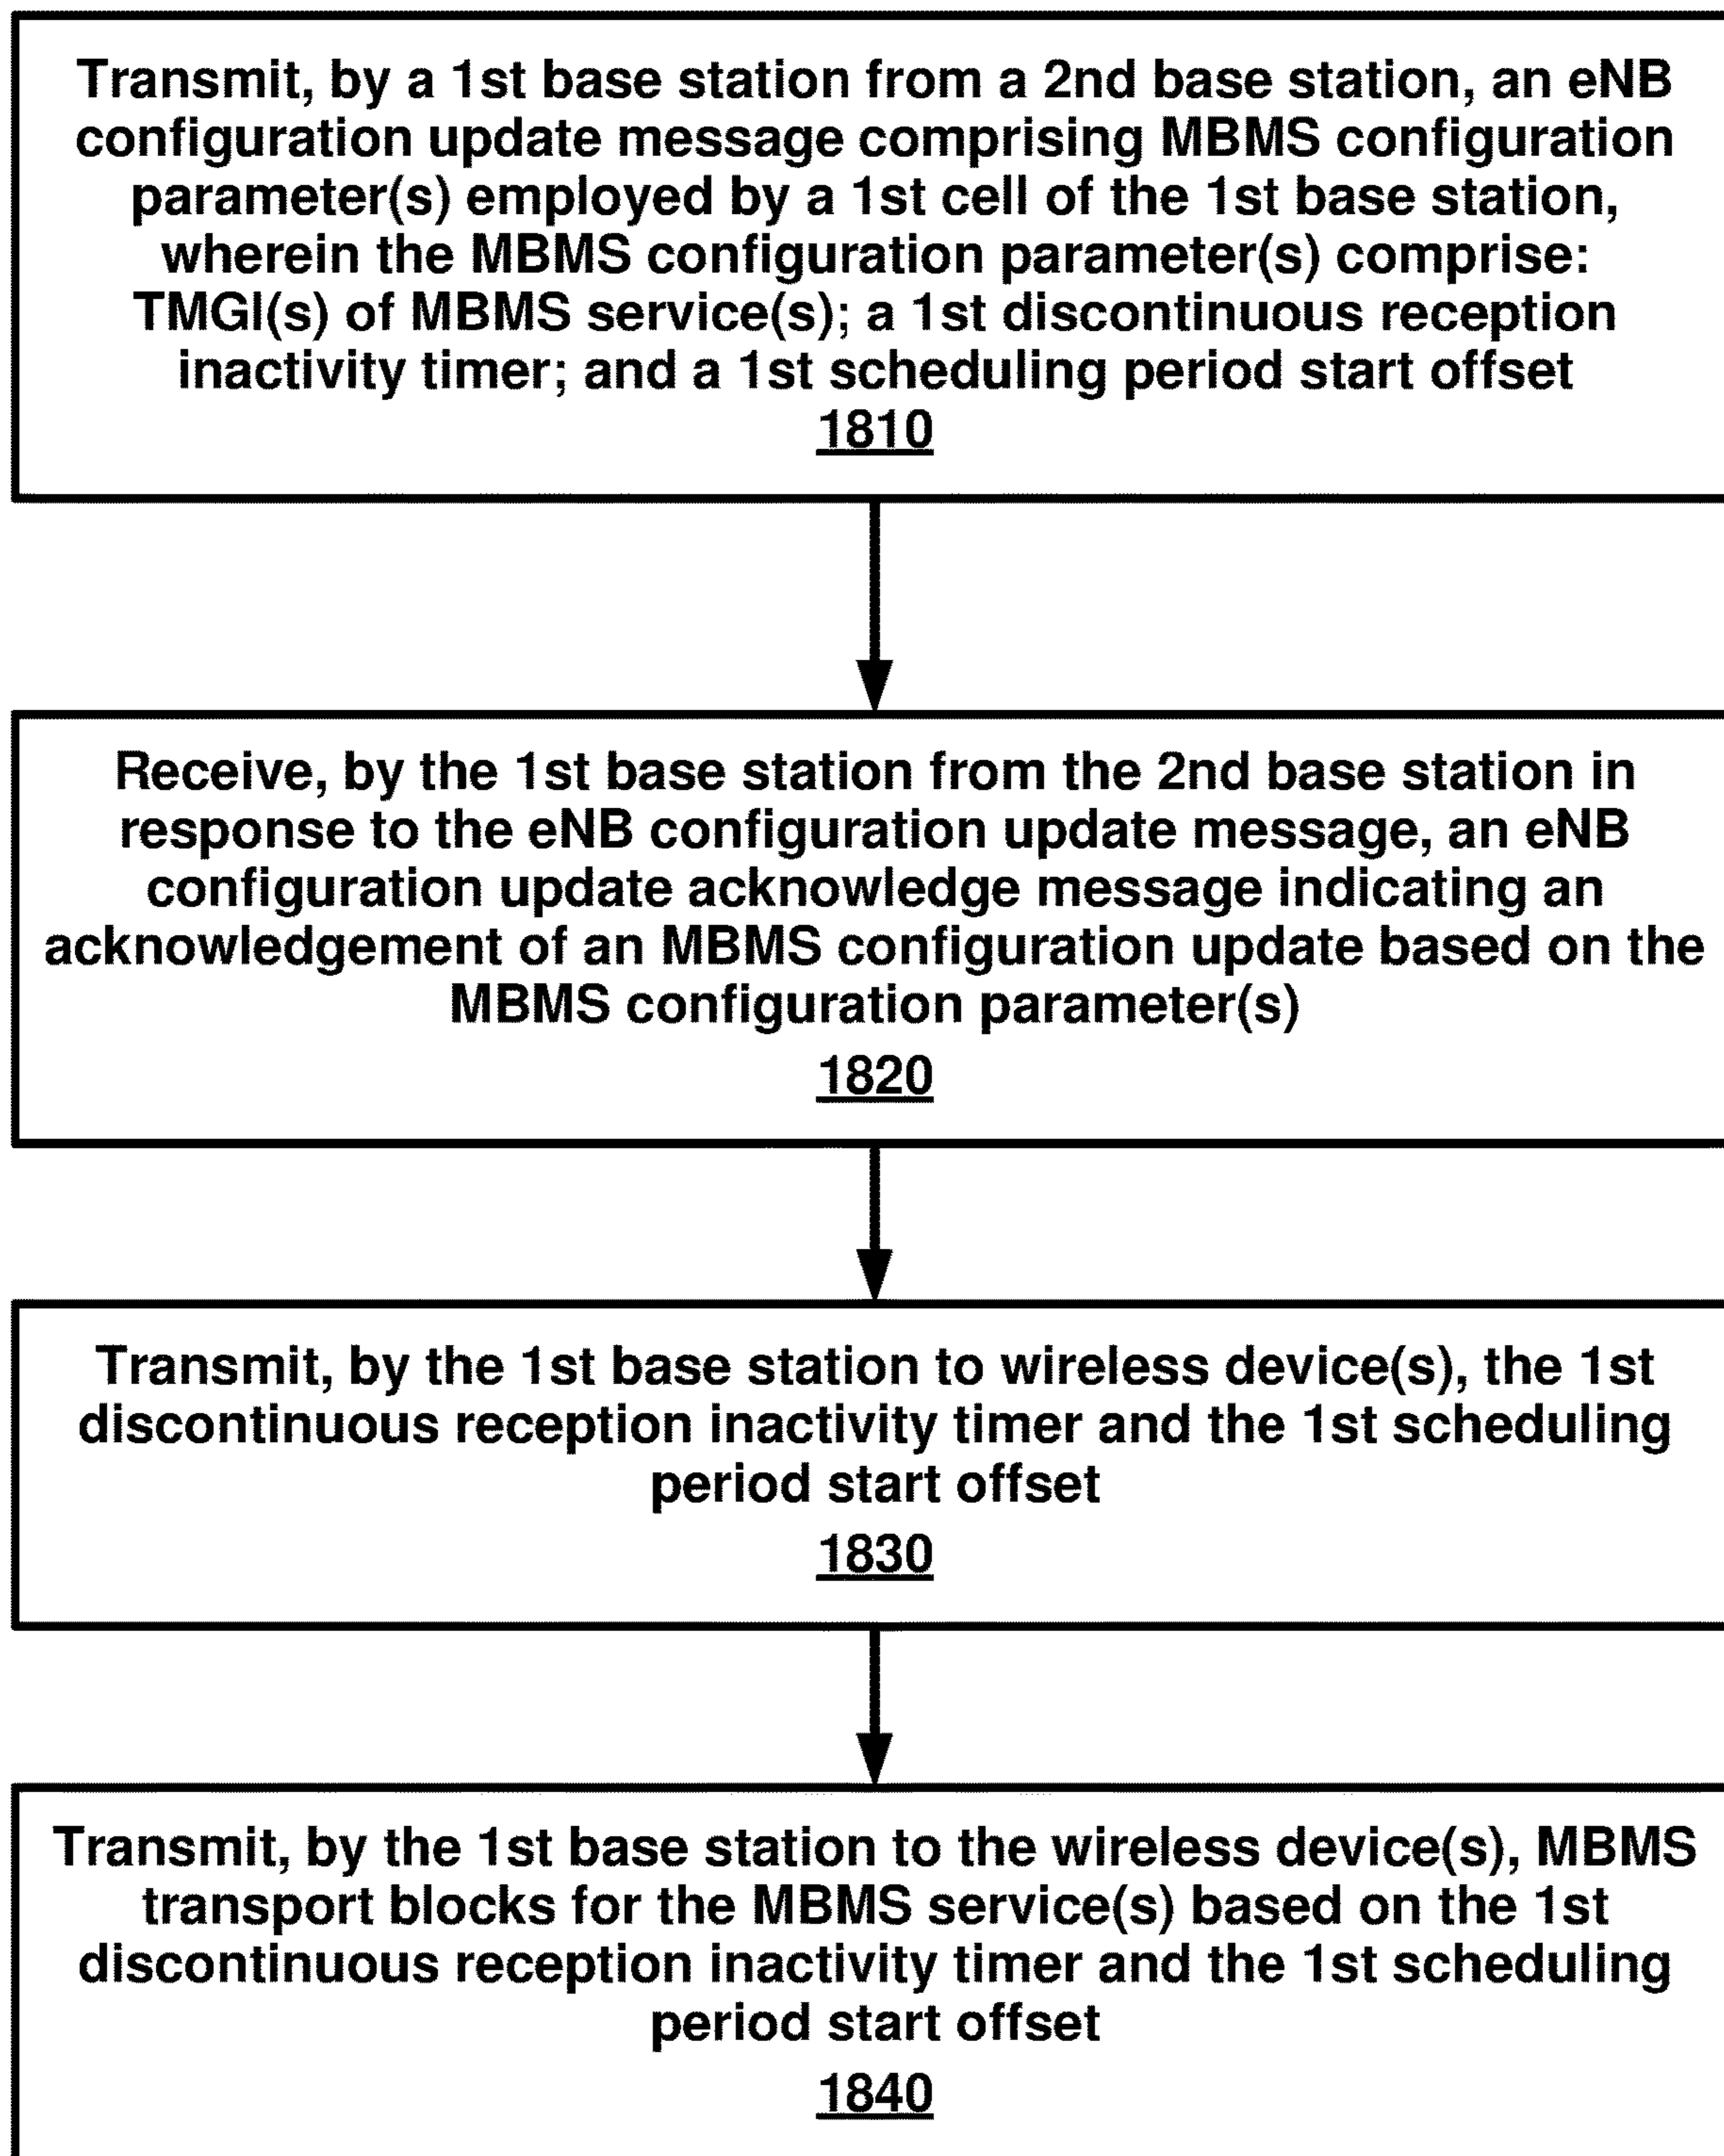 Transmit, by a 1st base station from a 2nd base station, an eNB
configuration update message comprising MBMS configuration
parameter(s) employed by a 1st cell of the 1st base station,
wherein the MBMS configuration parameter(s) comprise:
TMGI(s) of MBMS service(s); a 1st discontinuous reception
inactivity timer; and a 1st scheduling period start offset
1810
Receive, by the 1st base station from the 2nd base station in
response to the eNB configuration update message, an eNB
configuration update acknowledge message indicating an
acknowledgement of an MBMS configuration update based on the
MBMS configuration parameter(s)
1820
Transmit, by the 1st base station to wireless device(s), the 1st
discontinuous reception inactivity timer and the 1st scheduling
period start offset
1830
Transmit, by the 1st base station to the wireless device(s), MBMS
transport blocks for the MBMS service(s) based on the 1st
discontinuous reception inactivity timer and the 1st scheduling
period start offset
1840